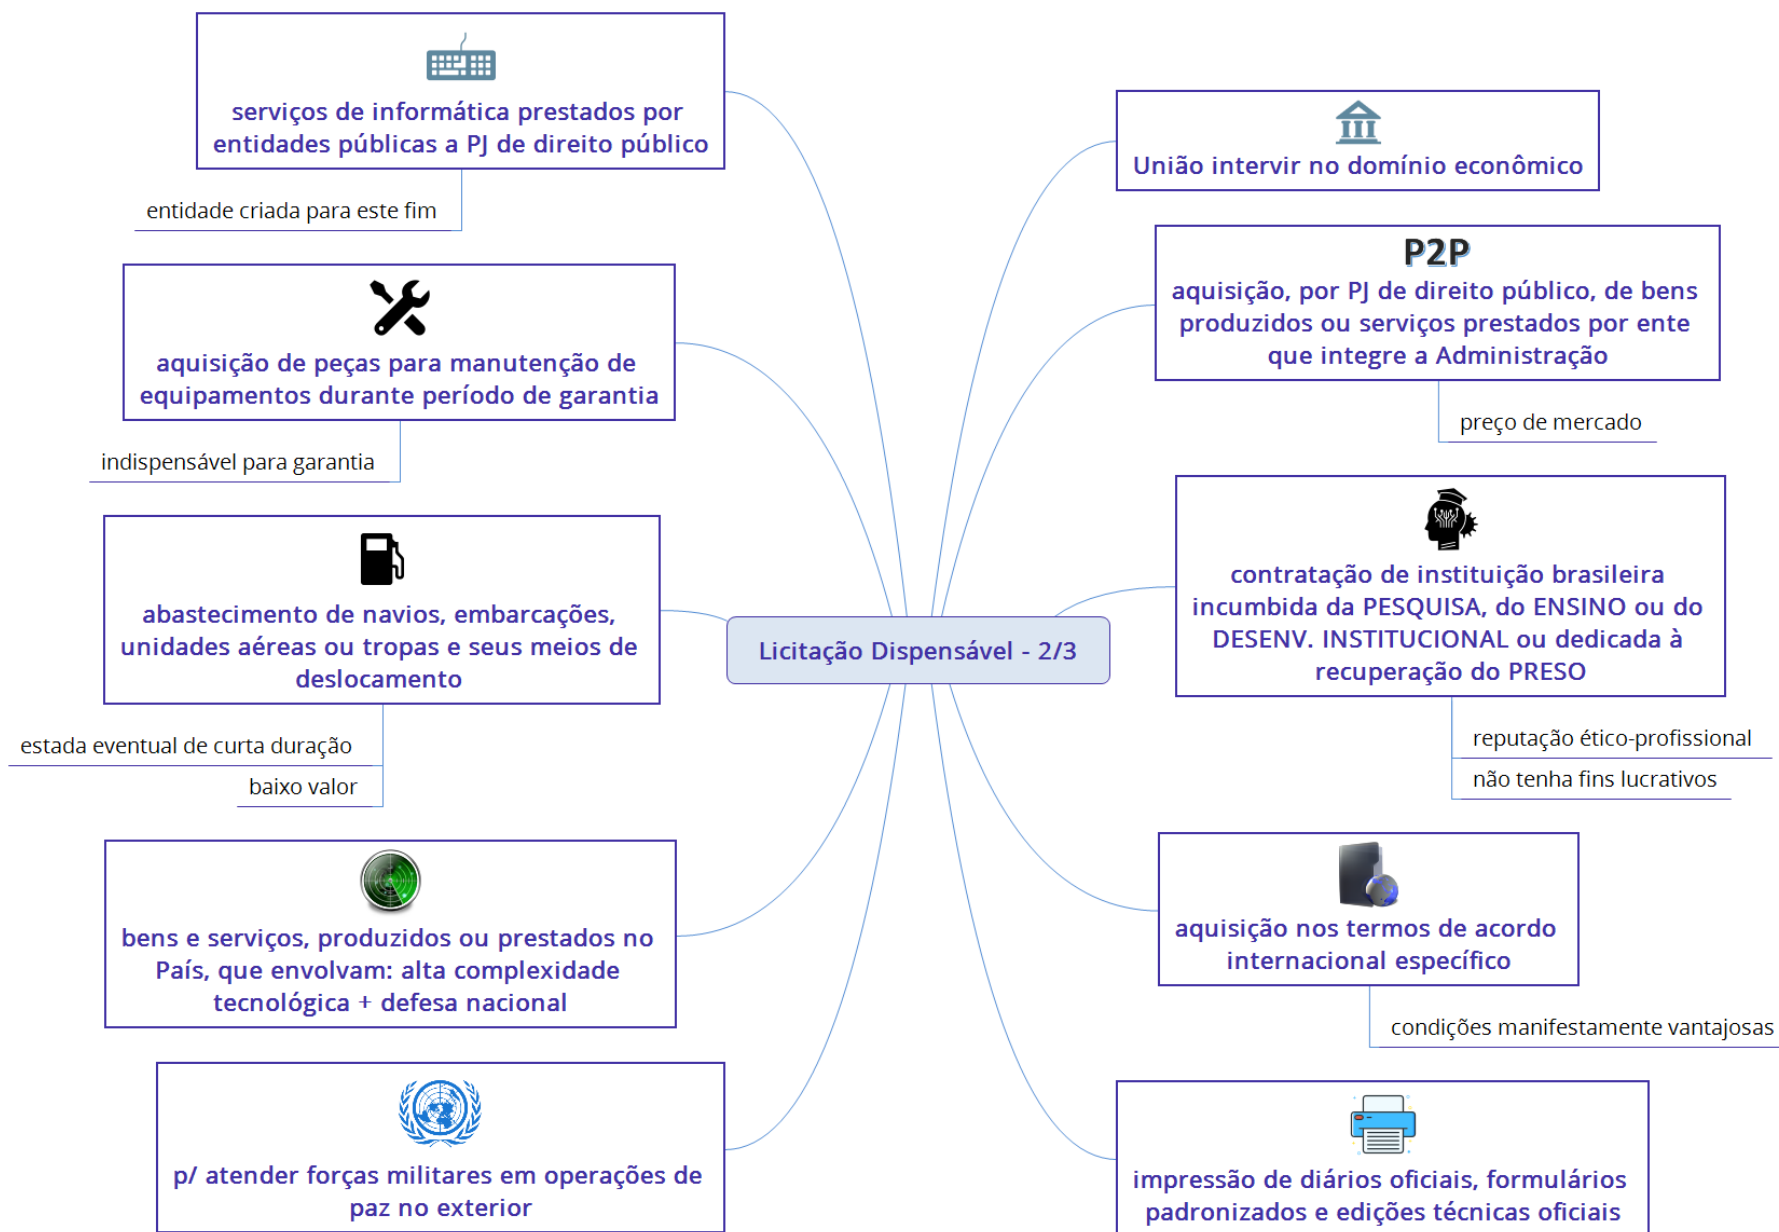 Licitação Dispensável - 2/3
União intervir no domínio econômico
P2P
aquisição, por PJ de direito público, de bens
produzidos ou serviços prestados por ente
que integre a Administração
preço de mercado
contratação de instituição brasileira
incumbida da PESQUISA, do ENSINO ou do
DESENV. INSTITUCIONAL ou dedicada à
recuperação do PRESO
reputação ético-profissional
não tenha fins lucrativos
aquisição nos termos de acordo
internacional específico
condições manifestamente vantajosas
impressão de diários oficiais, formulários
padronizados e edições técnicas oficiais
serviços de informática prestados por
entidades públicas a PJ de direito público
entidade criada para este fim
aquisição de peças para manutenção de
equipamentos durante período de garantia
indispensável para garantia
abastecimento de navios, embarcações,
unidades aéreas ou tropas e seus meios de
deslocamento
estada eventual de curta duração
baixo valor
bens e serviços, produzidos ou prestados no
País, que envolvam: alta complexidade
tecnológica + defesa nacional
p/ atender forças militares em operações de
paz no exterior